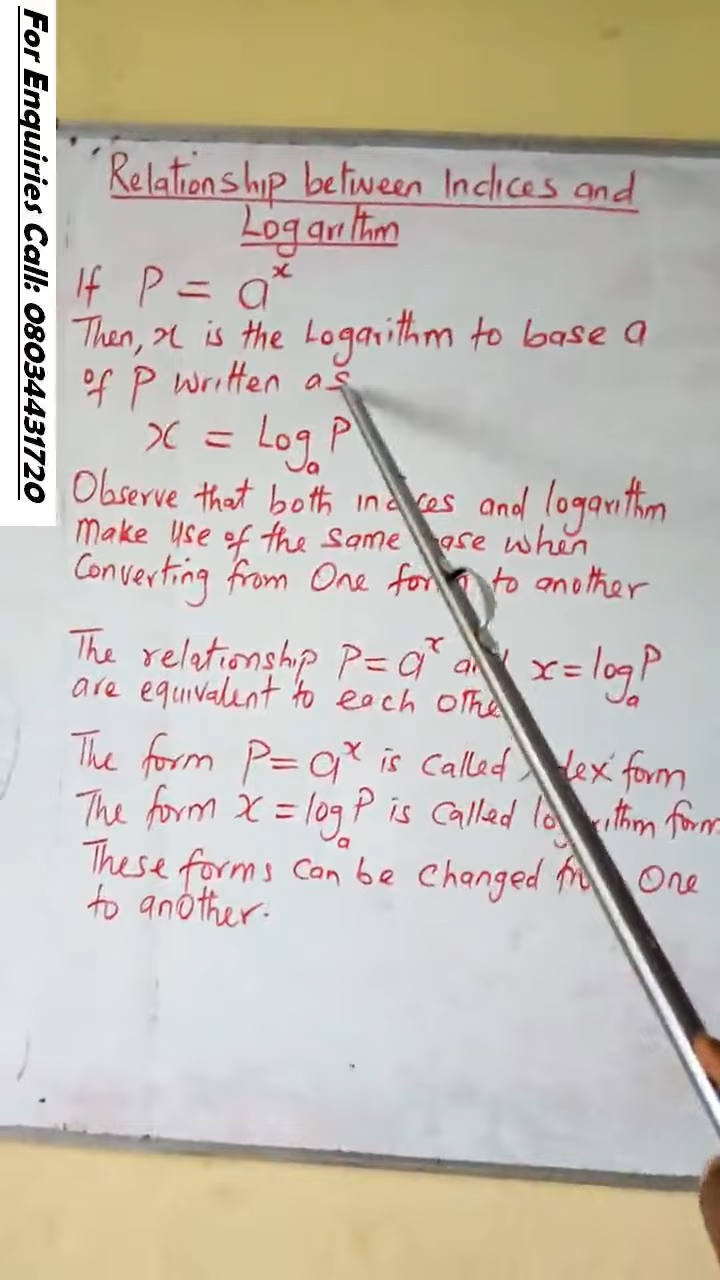 For Enquiries Call: 08034431720
Relationship between Indices and
Logarithm
If P = a^x
Then, x is the Logarithm to base a
of P written as
x = Log_a P
Observe that both indices and logarithm
make use of the same base when
Converting from One form to another
The relationship P = a^x and x = log_a P
are equivalent to each other
The form P = a^x is called index form
The form x = log_a P is called logarithm form
These forms can be changed from One
to another.